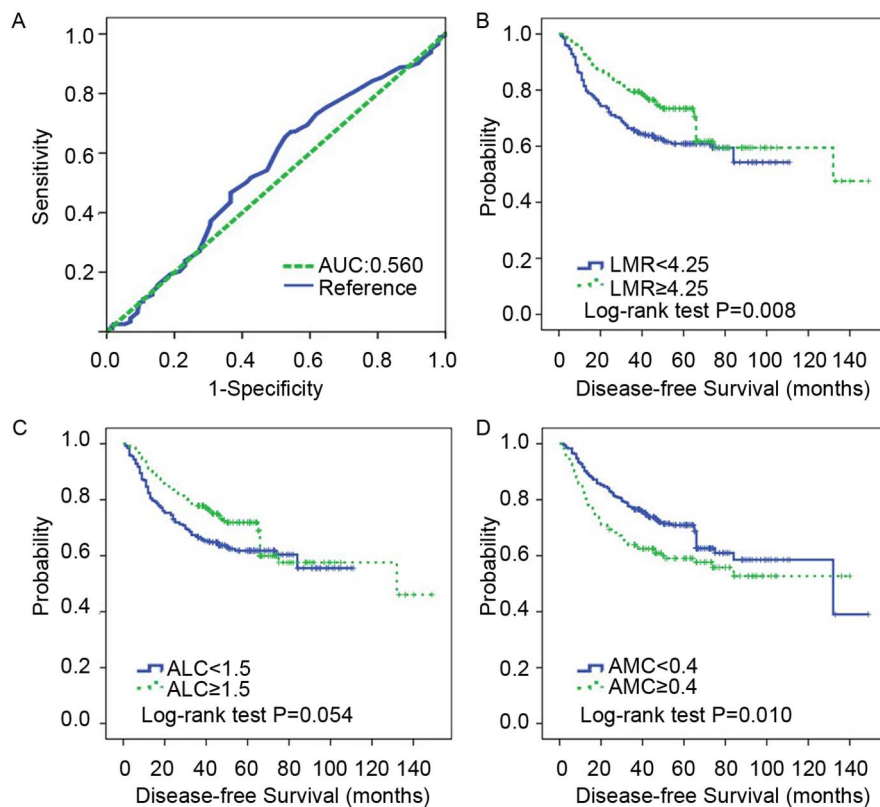 A
1.0
0.8
0.6
0.4
0.2
Sensitivity
AUC:0.560
Reference
0.0 0.2 0.4 0.6 0.8 1.0
1-Specificity
B
1.0
0.8
0.6
0.4
0.2
0.0
Probability
LMR<4.25
LMR≥4.25
Log-rank test P=0.008
0 20 40 60 80 100 120 140
Disease-free Survival (months)
C
1.0
0.8
0.6
0.4
0.2
0.0
Probability
ALC<1.5
ALC≥1.5
Log-rank test P=0.054
0 20 40 60 80 100 120 140
Disease-free Survival (months)
D
1.0
0.8
0.6
0.4
0.2
0.0
Probability
AMC<0.4
AMC≥0.4
Log-rank test P=0.010
0 20 40 60 80 100 120 140
Disease-free Survival (months)